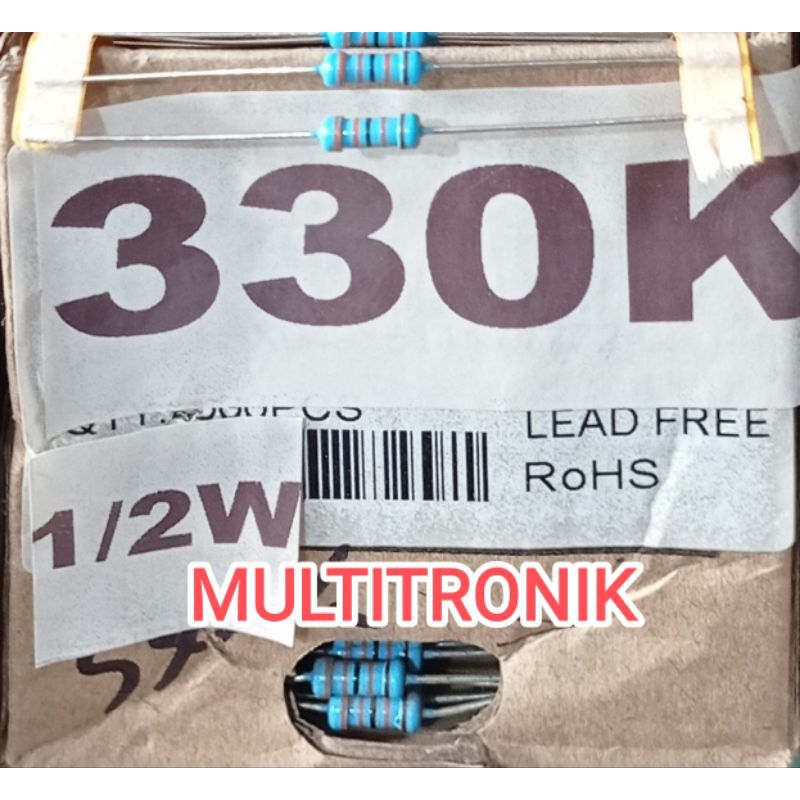 330K
LEAD FREE
RoHS
1/2W
MULTITRONIK